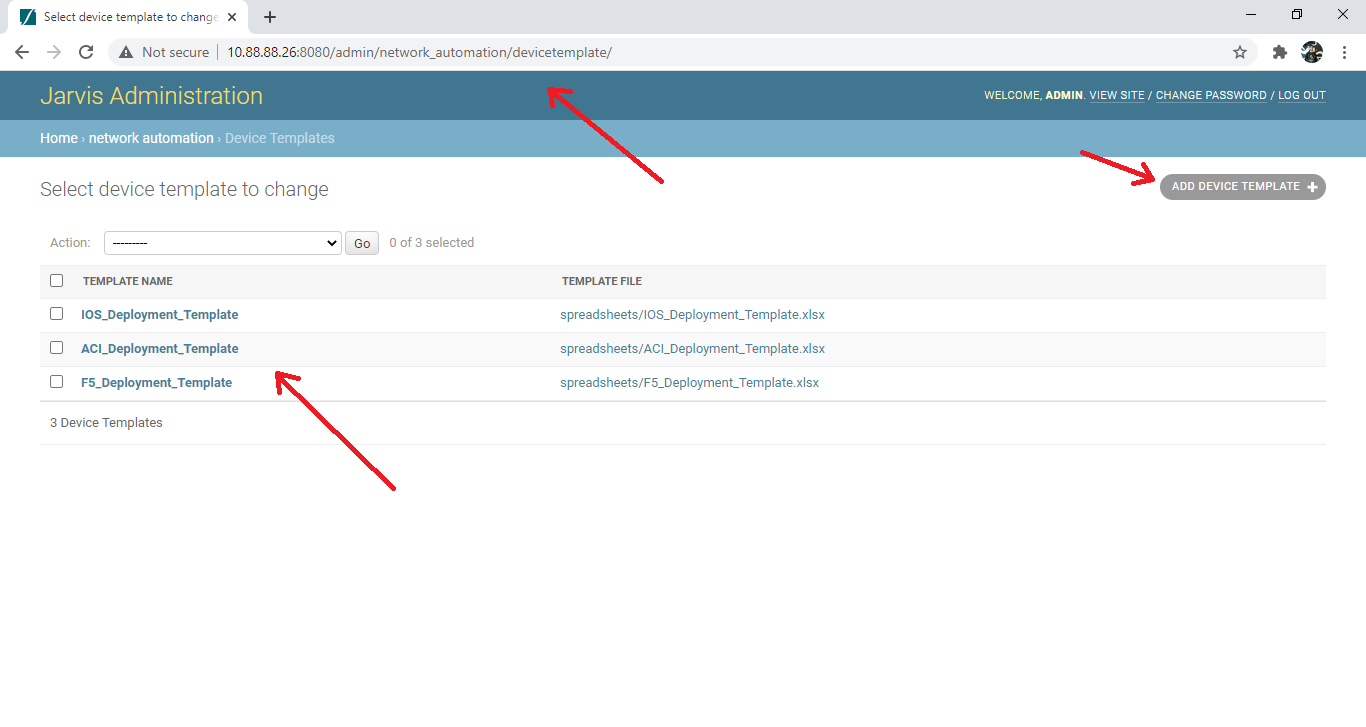 Select device template to change
Not secure 10.88.88.26:8080/admin/network_automation/devicetemplate/
Jarvis Administration
WELCOME, ADMIN. VIEW SITE / CHANGE PASSWORD / LOG OUT
Home › network automation › Device Templates
Select device template to change
ADD DEVICE TEMPLATE +
Action: --------- Go 0 of 3 selected
TEMPLATE NAME TEMPLATE FILE
IOS_Deployment_Template spreadsheets/IOS_Deployment_Template.xlsx
ACI_Deployment_Template spreadsheets/ACI_Deployment_Template.xlsx
F5_Deployment_Template spreadsheets/F5_Deployment_Template.xlsx
3 Device Templates